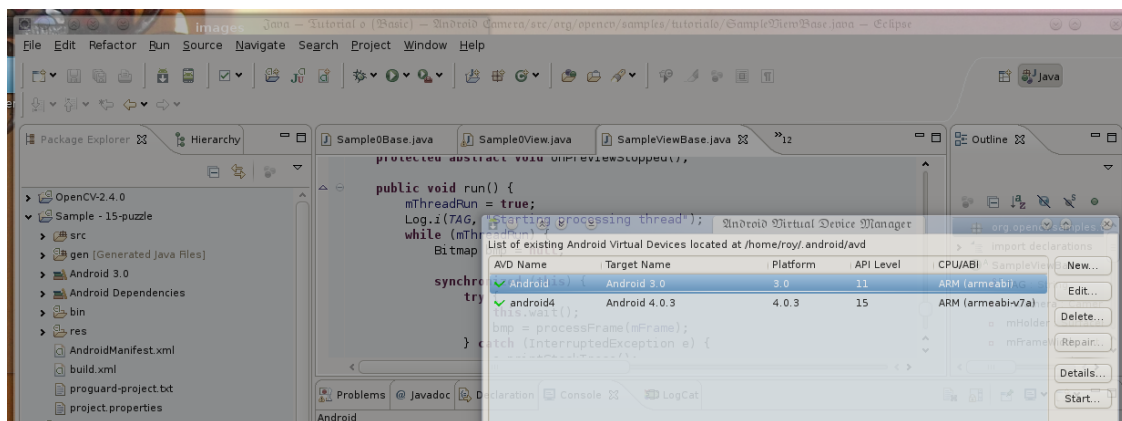 images
Java – Tutorial 0 (Basic) – Android Camera/src/org/opencv/samples/tutorial0/SampleViewBase.java – Eclipse
File Edit Refactor Run Source Navigate Search Project Window Help
Java
Package Explorer Hierarchy
Sample0Base.java Sample0View.java SampleViewBase.java »12
Outline
OpenCV-2.4.0
Sample - 15-puzzle
src
gen [Generated Java Files]
Android 3.0
Android Dependencies
bin
res
AndroidManifest.xml
build.xml
proguard-project.txt
project.properties
protected abstract void onPreviewStopped();
public void run() {
mThreadRun = true;
Log.i(TAG, "Starting processing thread");
while (mThreadRun) {
Bitmap bmp = null;
synchronized (this) {
try {
this.wait();
bmp = processFrame(mFrame);
} catch (InterruptedException e) {
e.printStackTrace();
org.opencv.samples
import declarations
SampleViewBase
mHolder
mFrameWi
Android Virtual Device Manager
List of existing Android Virtual Devices located at /home/roy/.android/avd
AVD Name Target Name Platform API Level CPU/ABI
Android Android 3.0 3.0 11 ARM (armeabi)
android4 Android 4.0.3 4.0.3 15 ARM (armeabi-v7a)
New...
Edit...
Delete...
Repair...
Details...
Start...
Problems @ Javadoc Declaration Console LogCat
Android